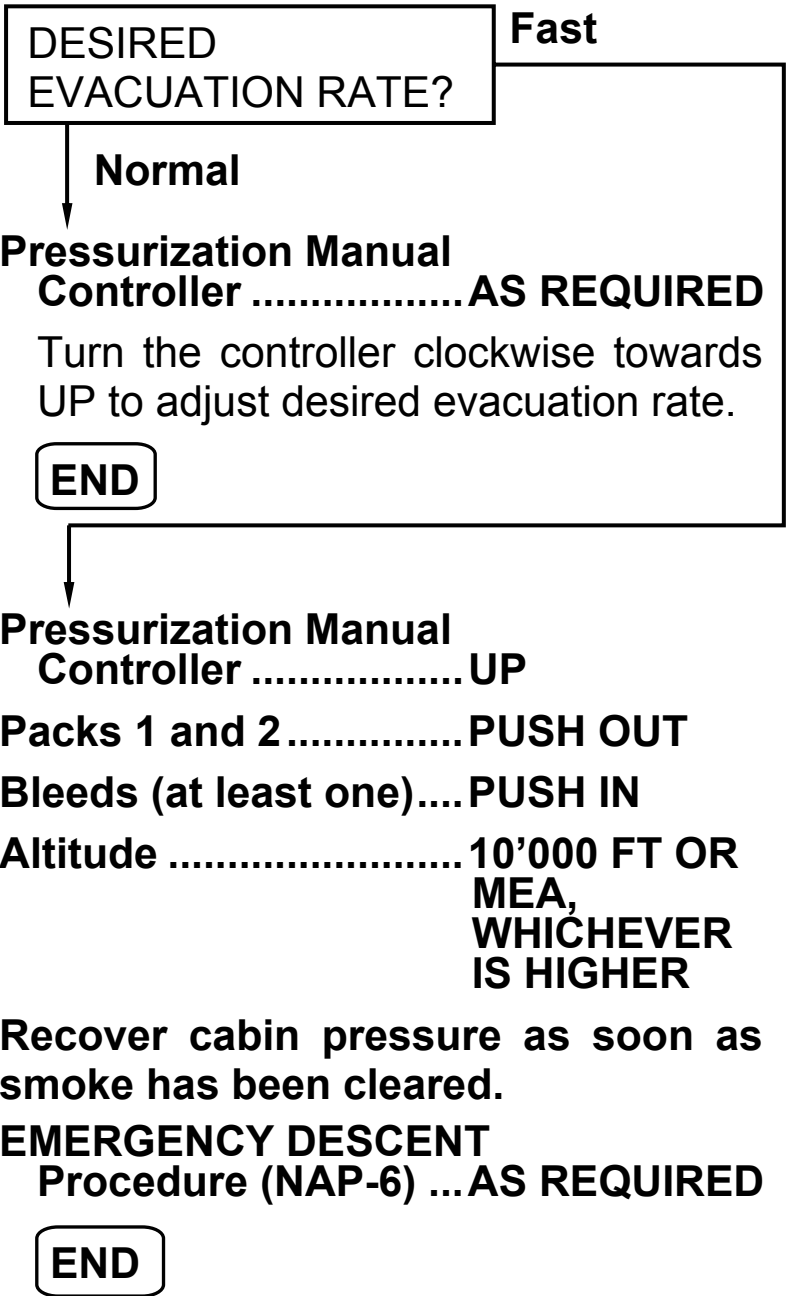 DESIRED
EVACUATION RATE?
Fast
Normal
Pressurization Manual
Controller ..................AS REQUIRED
Turn the controller clockwise towards
UP to adjust desired evacuation rate.
END
Pressurization Manual
Controller ..................UP
Packs 1 and 2...............PUSH OUT
Bleeds (at least one)....PUSH IN
Altitude .........................10’000 FT OR
MEA,
WHICHEVER
IS HIGHER
Recover cabin pressure as soon as
smoke has been cleared.
EMERGENCY DESCENT
Procedure (NAP-6) ...AS REQUIRED
END